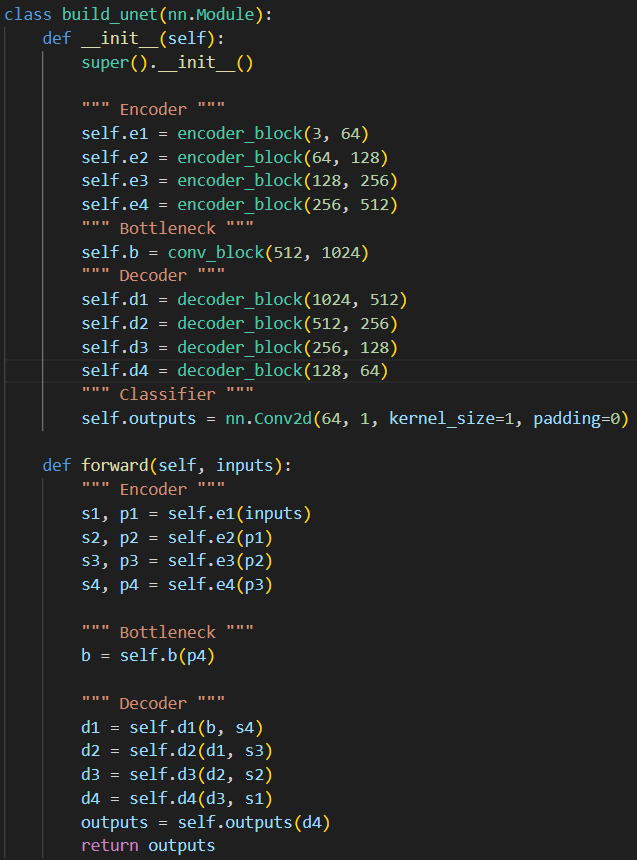 class build_unet(nn.Module):
    def __init__(self):
        super().__init__()

        """ Encoder """
        self.e1 = encoder_block(3, 64)
        self.e2 = encoder_block(64, 128)
        self.e3 = encoder_block(128, 256)
        self.e4 = encoder_block(256, 512)
        """ Bottleneck """
        self.b = conv_block(512, 1024)
        """ Decoder """
        self.d1 = decoder_block(1024, 512)
        self.d2 = decoder_block(512, 256)
        self.d3 = decoder_block(256, 128)
        self.d4 = decoder_block(128, 64)
        """ Classifier """
        self.outputs = nn.Conv2d(64, 1, kernel_size=1, padding=0)

    def forward(self, inputs):
        """ Encoder """
        s1, p1 = self.e1(inputs)
        s2, p2 = self.e2(p1)
        s3, p3 = self.e3(p2)
        s4, p4 = self.e4(p3)

        """ Bottleneck """
        b = self.b(p4)

        """ Decoder """
        d1 = self.d1(b, s4)
        d2 = self.d2(d1, s3)
        d3 = self.d3(d2, s2)
        d4 = self.d4(d3, s1)
        outputs = self.outputs(d4)
        return outputs